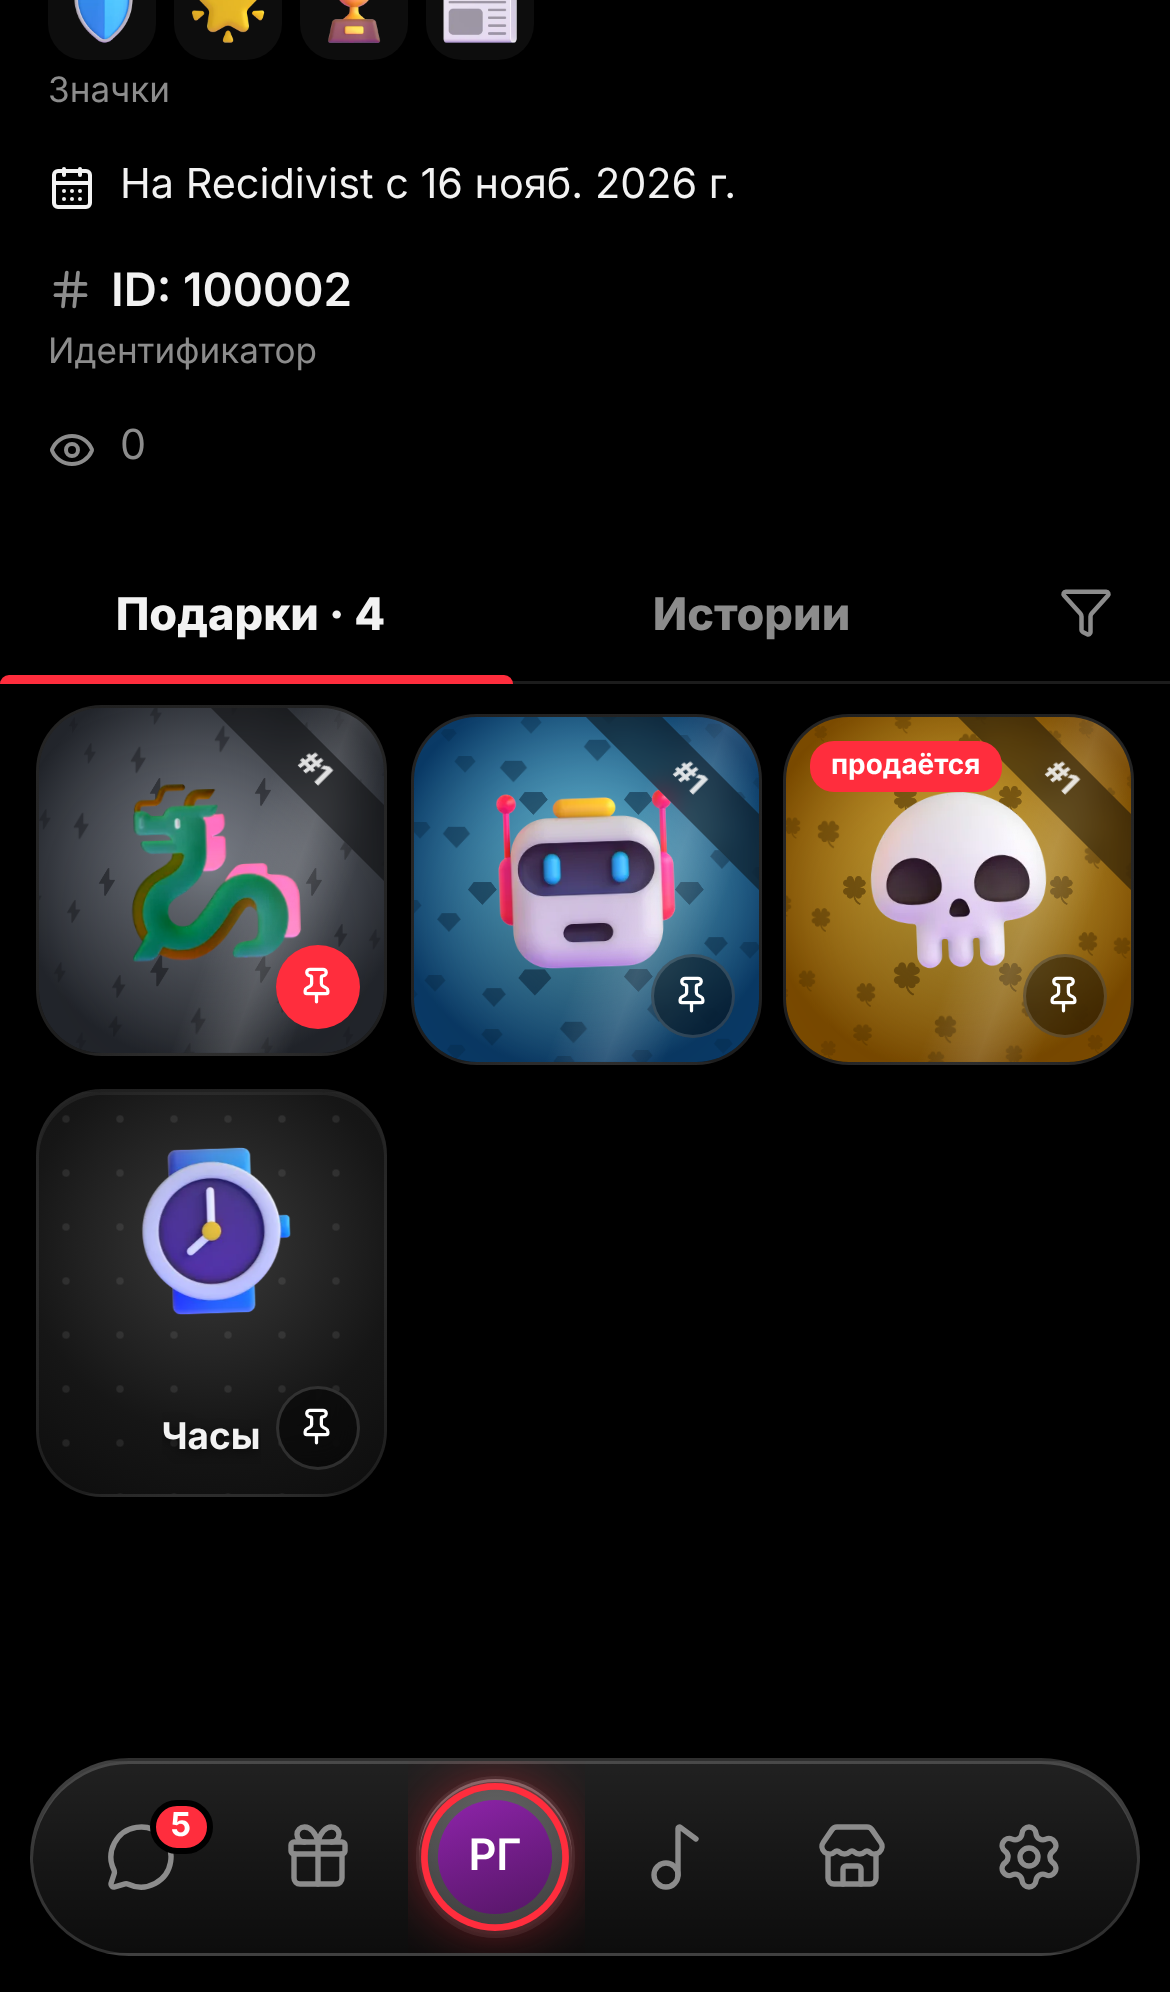 Значки
На Recidivist с 16 нояб. 2026 г.
ID: 100002
Идентификатор
0
Подарки · 4
Истории
#1
#1
продаётся
#1
Часы
5
РГ